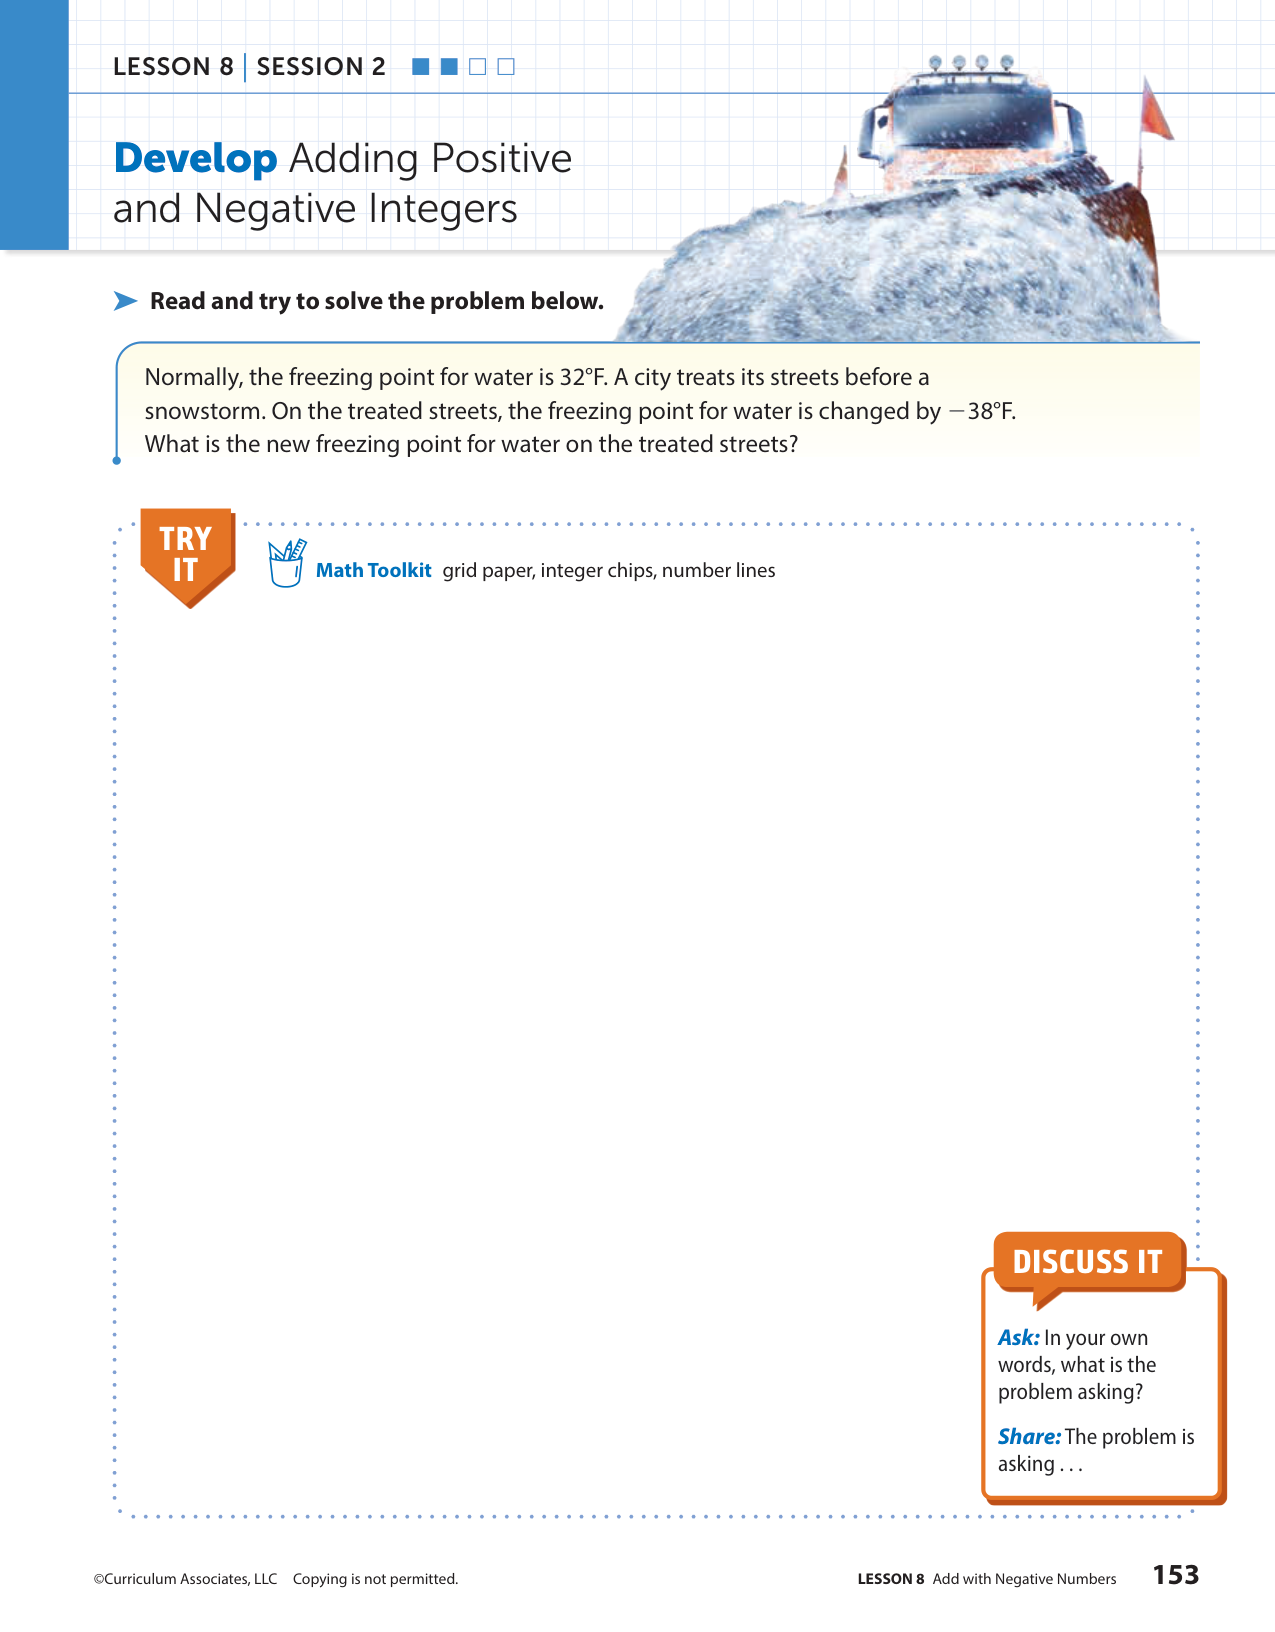 LESSON 8 | SESSION 2
Develop Adding Positive
and Negative Integers
Read and try to solve the problem below.
Normally, the freezing point for water is 32°F. A city treats its streets before a
snowstorm. On the treated streets, the freezing point for water is changed by −38°F.
What is the new freezing point for water on the treated streets?
TRY
IT
Math Toolkit grid paper, integer chips, number lines
DISCUSS IT
Ask: In your own
words, what is the
problem asking?
Share: The problem is
asking . . .
©Curriculum Associates, LLC Copying is not permitted.
LESSON 8 Add with Negative Numbers 153